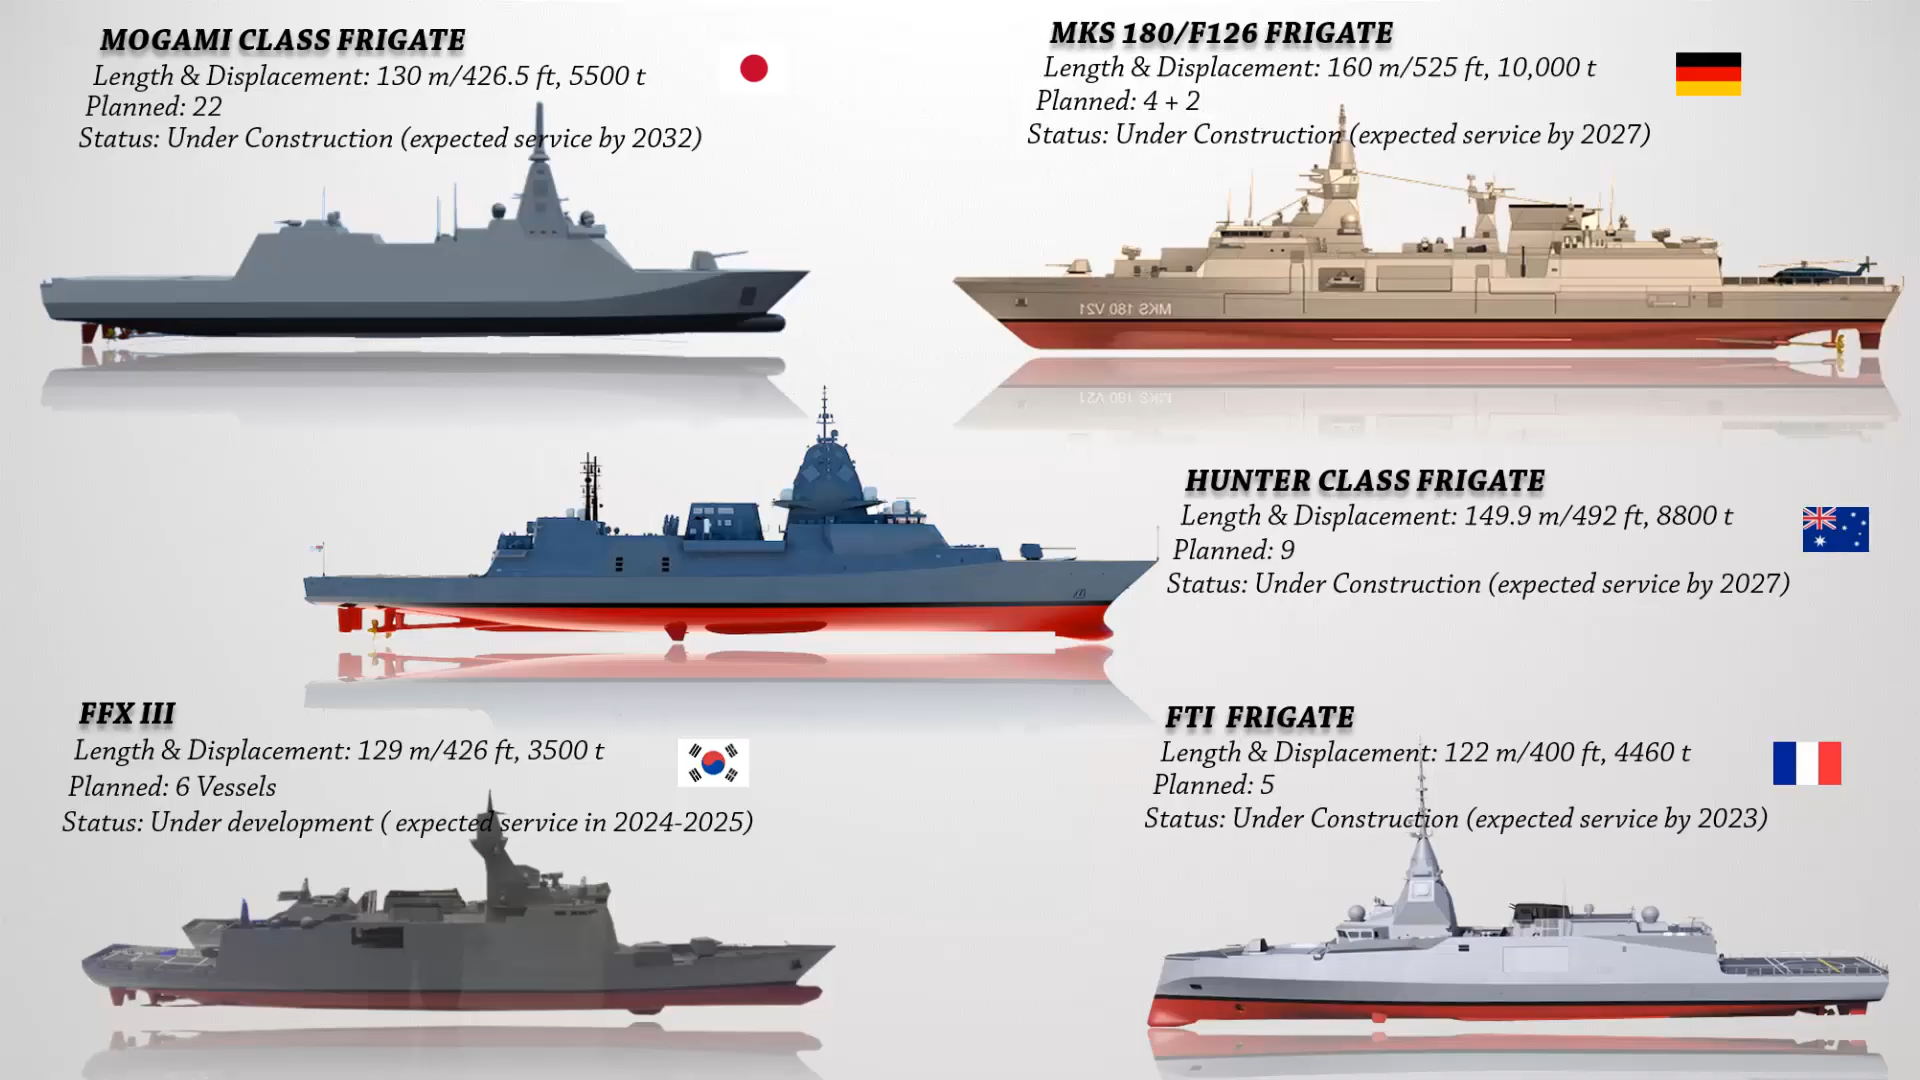 MOGAMI CLASS FRIGATE
Length & Displacement: 130 m/426.5 ft, 5500 t
Planned: 22
Status: Under Construction (expected service by 2032)
MKS 180/F126 FRIGATE
Length & Displacement: 160 m/525 ft, 10,000 t
Planned: 4 + 2
Status: Under Construction (expected service by 2027)
MKS 180 V21
HUNTER CLASS FRIGATE
Length & Displacement: 149.9 m/492 ft, 8800 t
Planned: 9
Status: Under Construction (expected service by 2027)
FFX III
Length & Displacement: 129 m/426 ft, 3500 t
Planned: 6 Vessels
Status: Under development ( expected service in 2024-2025)
FTI FRIGATE
Length & Displacement: 122 m/400 ft, 4460 t
Planned: 5
Status: Under Construction (expected service by 2023)